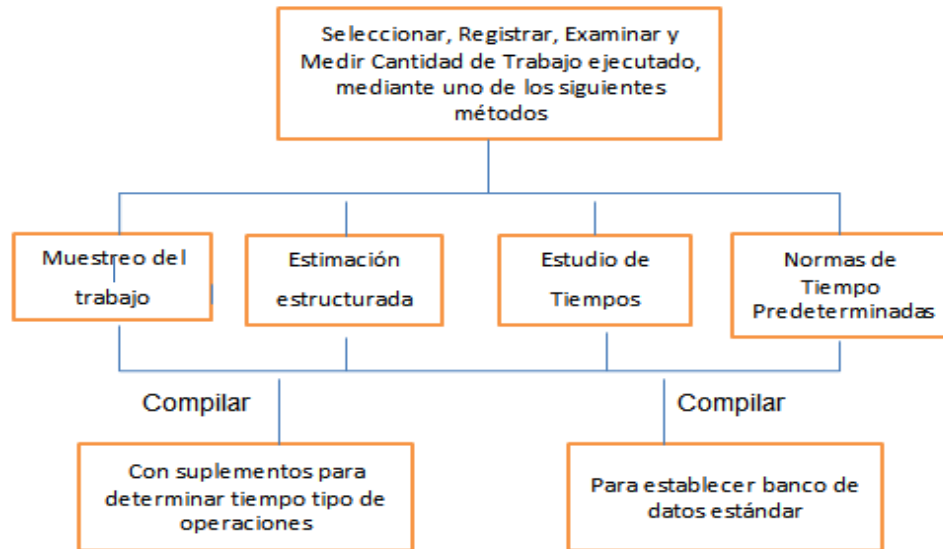 Seleccionar, Registrar, Examinar y
Medir Cantidad de Trabajo ejecutado,
mediante uno de los siguientes
métodos
Muestreo del
trabajo
Estimación
estructurada
Estudio de
Tiempos
Normas de
Tiempo
Predeterminadas
Compilar
Compilar
Con suplementos para
determinar tiempo tipo de
operaciones
Para establecer banco de
datos estándar